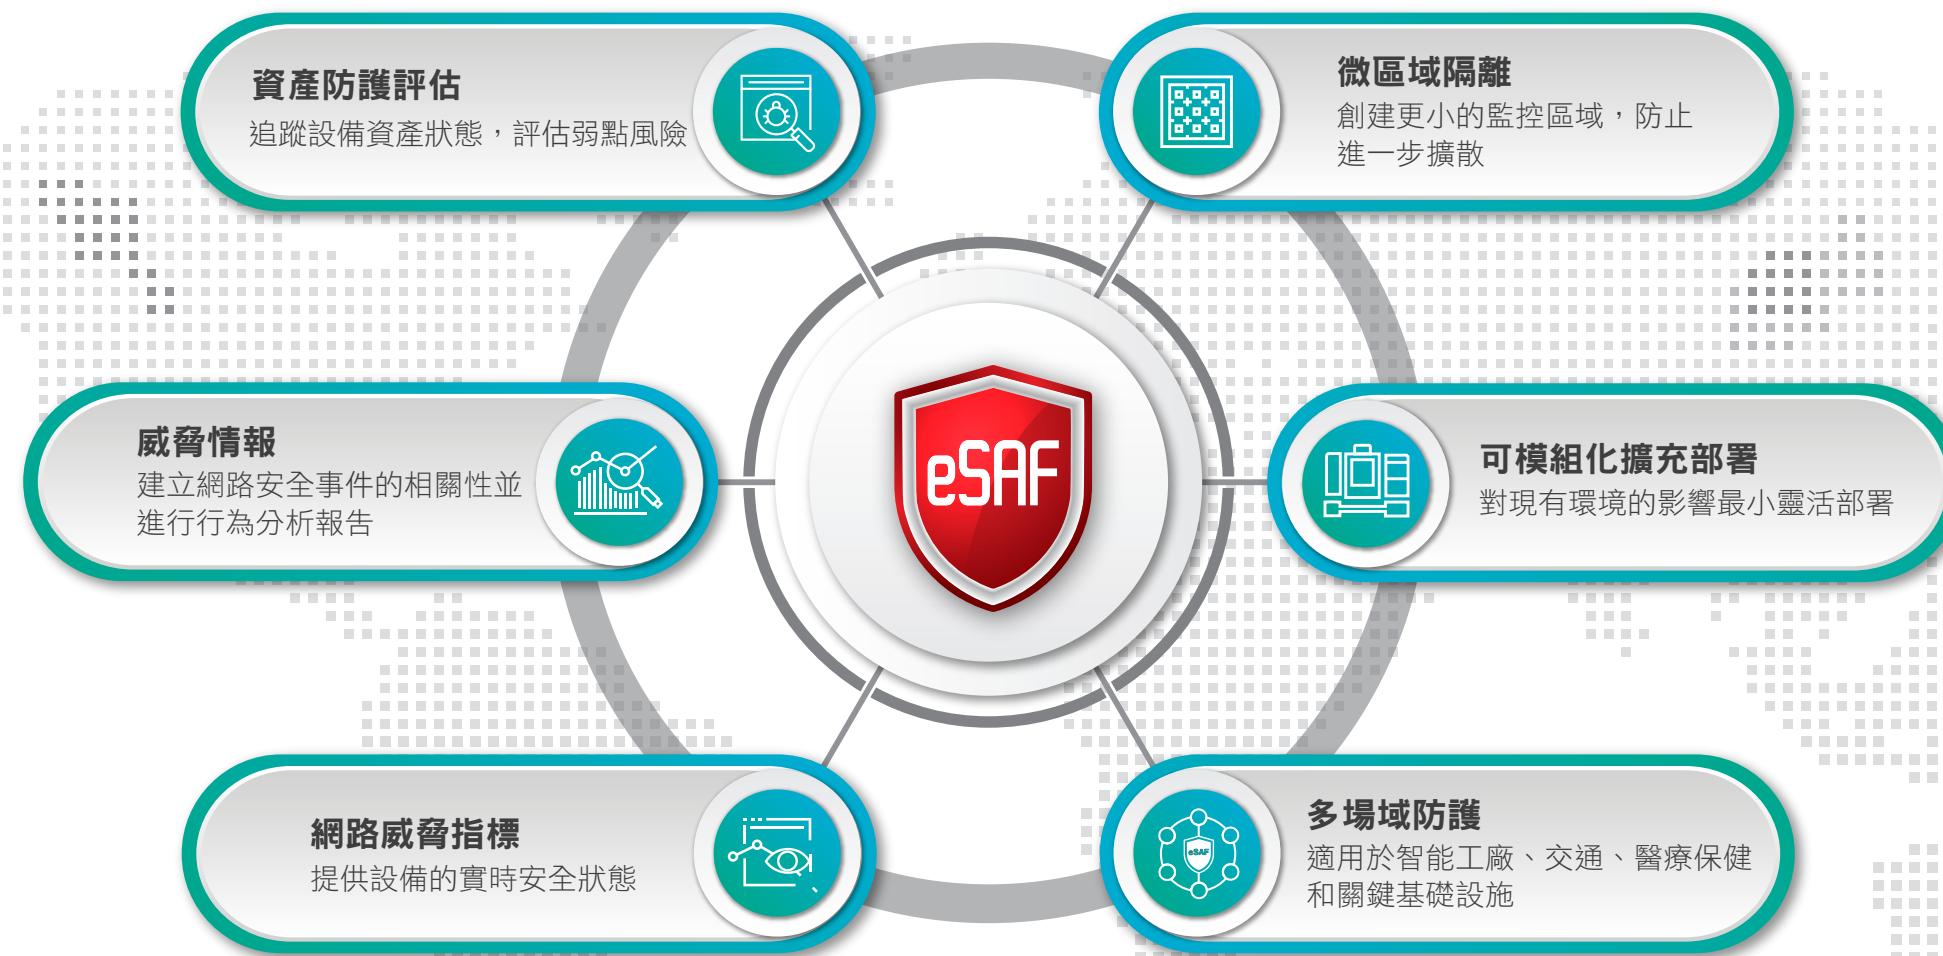 資產防護評估
追蹤設備資產狀態，評估弱點風險
微區域隔離
創建更小的監控區域，防止
進一步擴散
威脅情報
建立網路安全事件的相關性並
進行行為分析報告
eSAF
可模組化擴充部署
對現有環境的影響最小靈活部署
網路威脅指標
提供設備的實時安全狀態
eSAF
多場域防護
適用於智能工廠、交通、醫療保健
和關鍵基礎設施